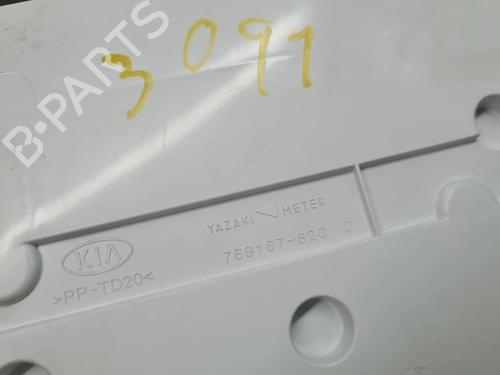 3091
B-PARTS
YAZAKI METER
KIA
769167-820 C
>PP-TD20<